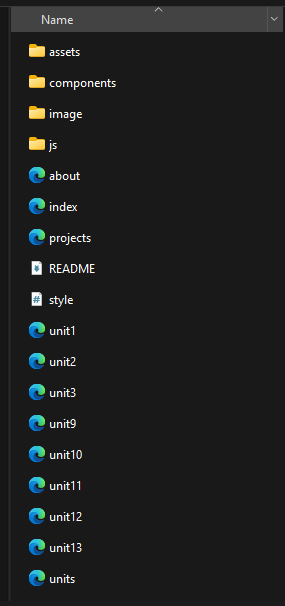 Name
assets
components
image
js
about
index
projects
README
style
unit1
unit2
unit3
unit9
unit10
unit11
unit12
unit13
units